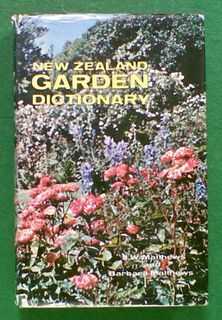 NEW ZEALAND
GARDEN
DICTIONARY
J.W. Matthews
and
Barbara Matthews